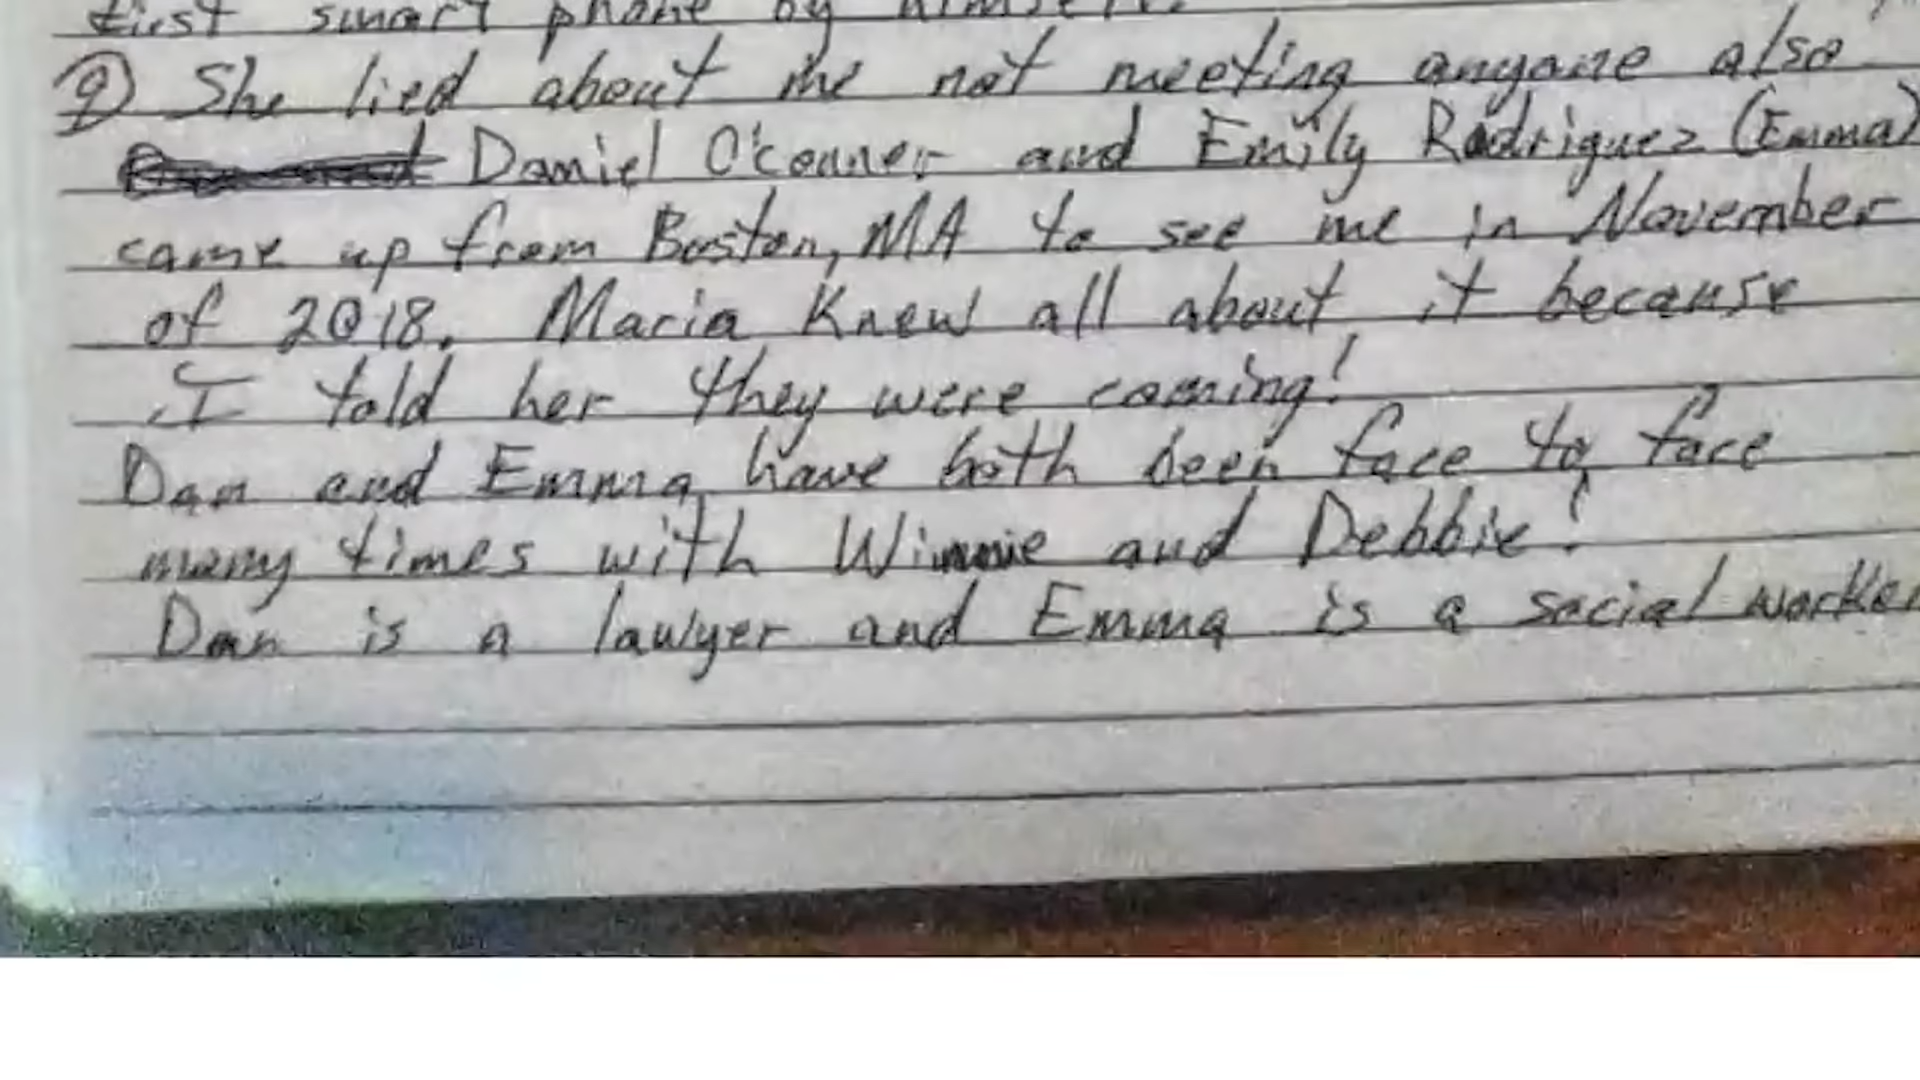 first smart phone by himself.
⑨ She lied about me not meeting anyone also
Daniel O'Conner and Emily Rodriguez (Emma)
came up from Boston, MA to see me in November
of 2018. Maria Knew all about it because
I told her they were coming!
Dan and Emma have both been face to face
many times with Winnie and Debbie!
Dan is a lawyer and Emma is a social worker